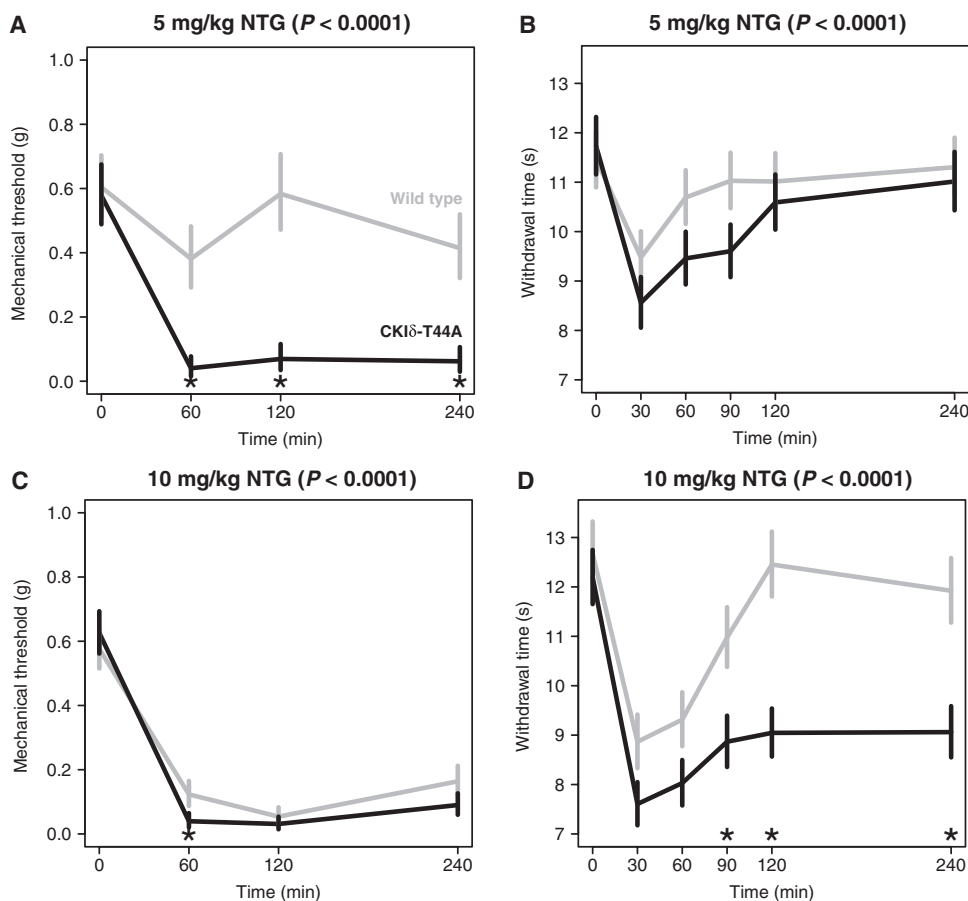 A
5 mg/kg NTG (P < 0.0001)
Mechanical threshold (g)
1.0
0.8
0.6
0.4
0.2
0.0
Wild type
CKIδ-T44A
* * *
0 60 120 240
Time (min)
B
5 mg/kg NTG (P < 0.0001)
Withdrawal time (s)
13
12
11
10
9
8
7
0 30 60 90 120 240
Time (min)
C
10 mg/kg NTG (P < 0.0001)
Mechanical threshold (g)
1.0
0.8
0.6
0.4
0.2
0.0
*
0 60 120 240
Time (min)
D
10 mg/kg NTG (P < 0.0001)
Withdrawal time (s)
13
12
11
10
9
8
7
* * *
0 30 60 90 120 240
Time (min)